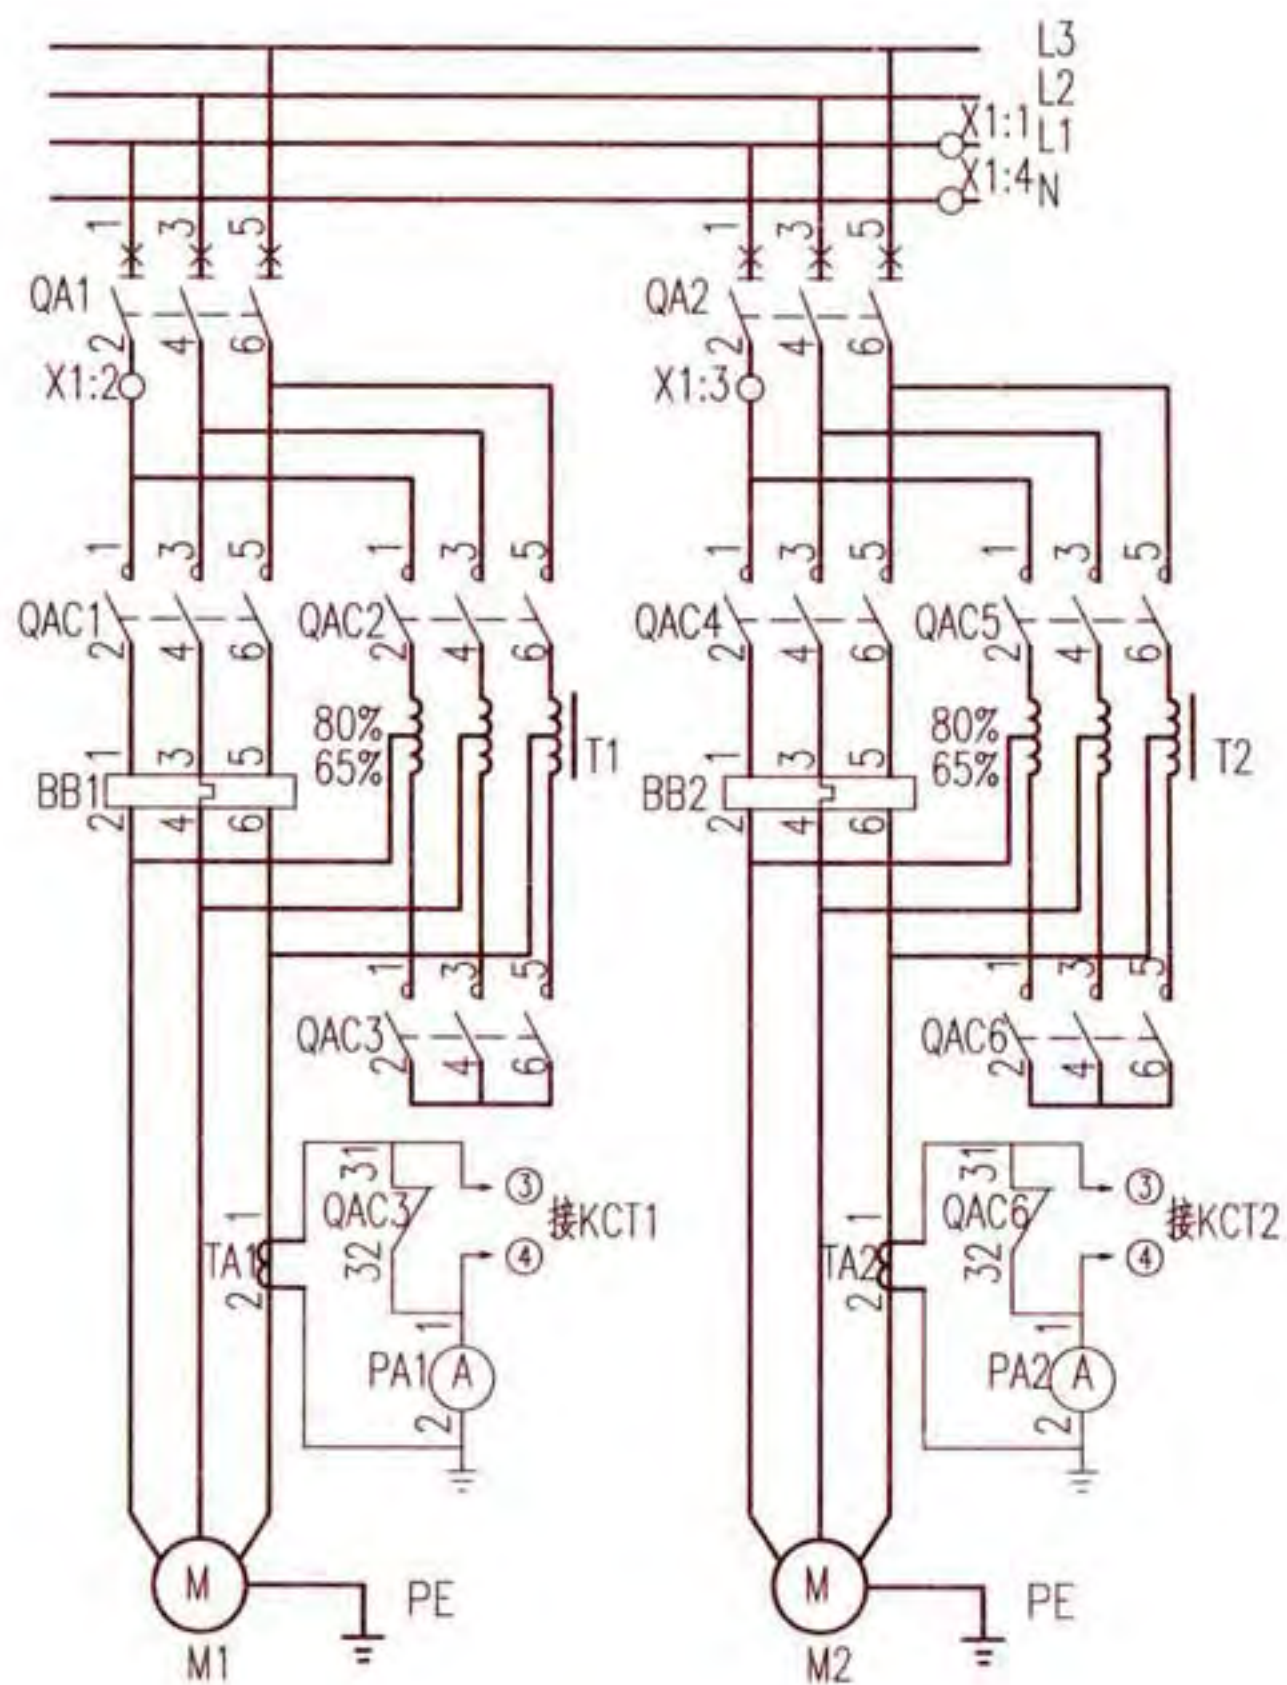 L3
L2
X1:1 L1
X1:4 N
1 3 5 1 3 5
QA1 QA2
2 4 6 2 4 6
X1:2 X1:3
1 3 5 1 3 5 1 3 5 1 3 5
QAC1 QAC2 QAC4 QAC5
2 4 6 2 4 6 2 4 6 2 4 6
80% 80%
65% T1 65% T2
1 3 5 1 3 5
BB1 BB2
2 4 6 2 4 6
1 3 5 1 3 5
QAC3 QAC6
2 4 6 2 4 6
31 ③ 31 ③
1 QAC3 接KCT1 1 QAC6 接KCT2
TA1 32 ④ TA2 32 ④
2 2
1 1
PA1 A PA2 A
2 2
M PE M PE
M1 M2